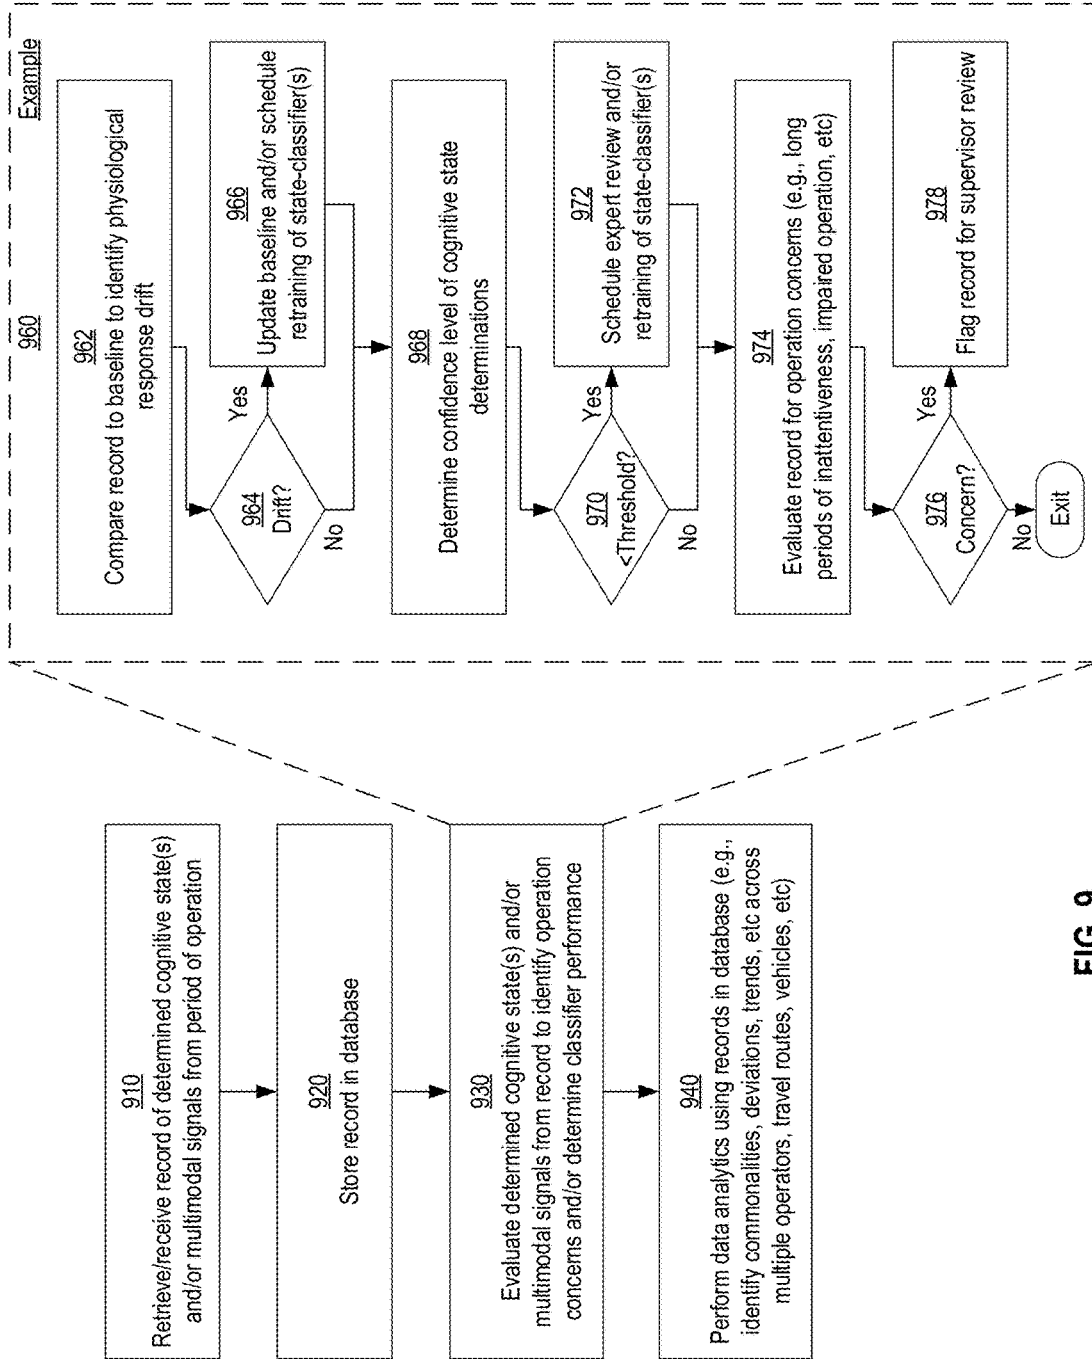 910
Retrieve/receive record of determined cognitive state(s)
and/or multimodal signals from period of operation
920
Store record in database
930
Evaluate determined cognitive state(s) and/or
multimodal signals from record to identify operation
concerns and/or determine classifier performance
940
Perform data analytics using records in database (e.g.,
identify commonalities, deviations, trends, etc across
multiple operators, travel routes, vehicles, etc)
960
Example
962
Compare record to baseline to identify physiological
response drift
964
Drift?
Yes
No
966
Update baseline and/or schedule
retraining of state-classifier(s)
968
Determine confidence level of cognitive state
determinations
970
<Threshold?
Yes
No
972
Schedule expert review and/or
retraining of state-classifier(s)
974
Evaluate record for operation concerns (e.g., long
periods of inattentiveness, impaired operation, etc)
976
Concern?
Yes
No
978
Flag record for supervisor review
Exit
FIG. 9